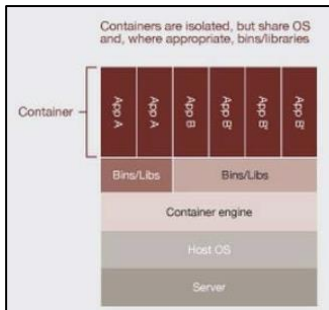 Containers are isolated, but share OS
and, where appropriate, bins/libraries
Container
App A
App A
App B
App B'
App B'
App B'
Bins/Libs
Bins/Libs
Container engine
Host OS
Server